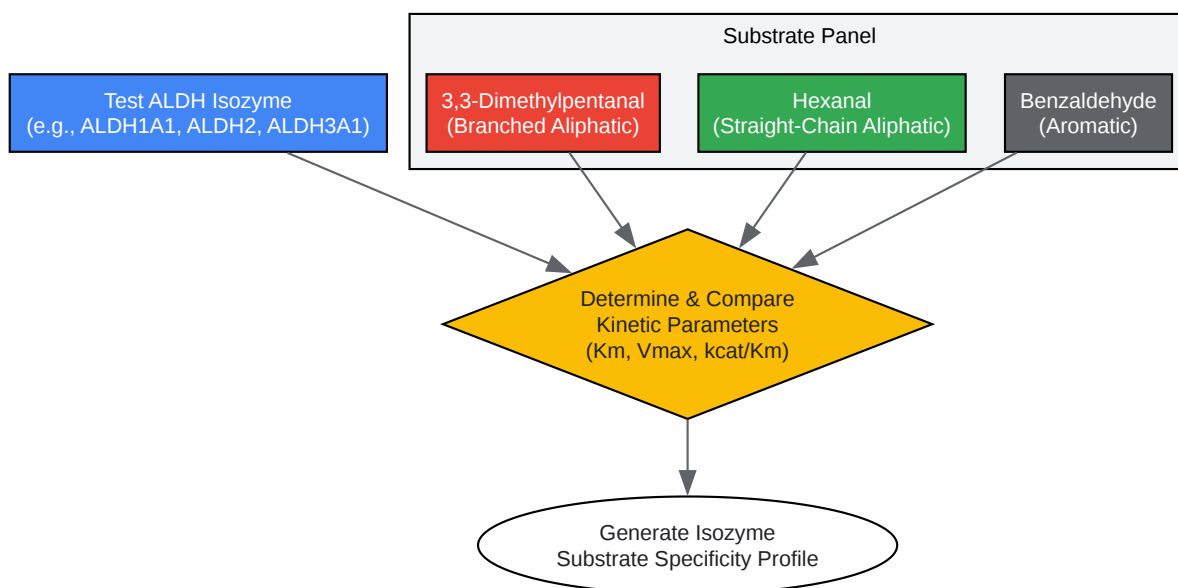 Substrate Panel
Test ALDH Isozyme
(e.g., ALDH1A1, ALDH2, ALDH3A1)
3,3-Dimethylpentanal
(Branched Aliphatic)
Hexanal
(Straight-Chain Aliphatic)
Benzaldehyde
(Aromatic)
Determine & Compare
Kinetic Parameters
(Km, Vmax, kcat/Km)
Generate Isozyme
Substrate Specificity Profile